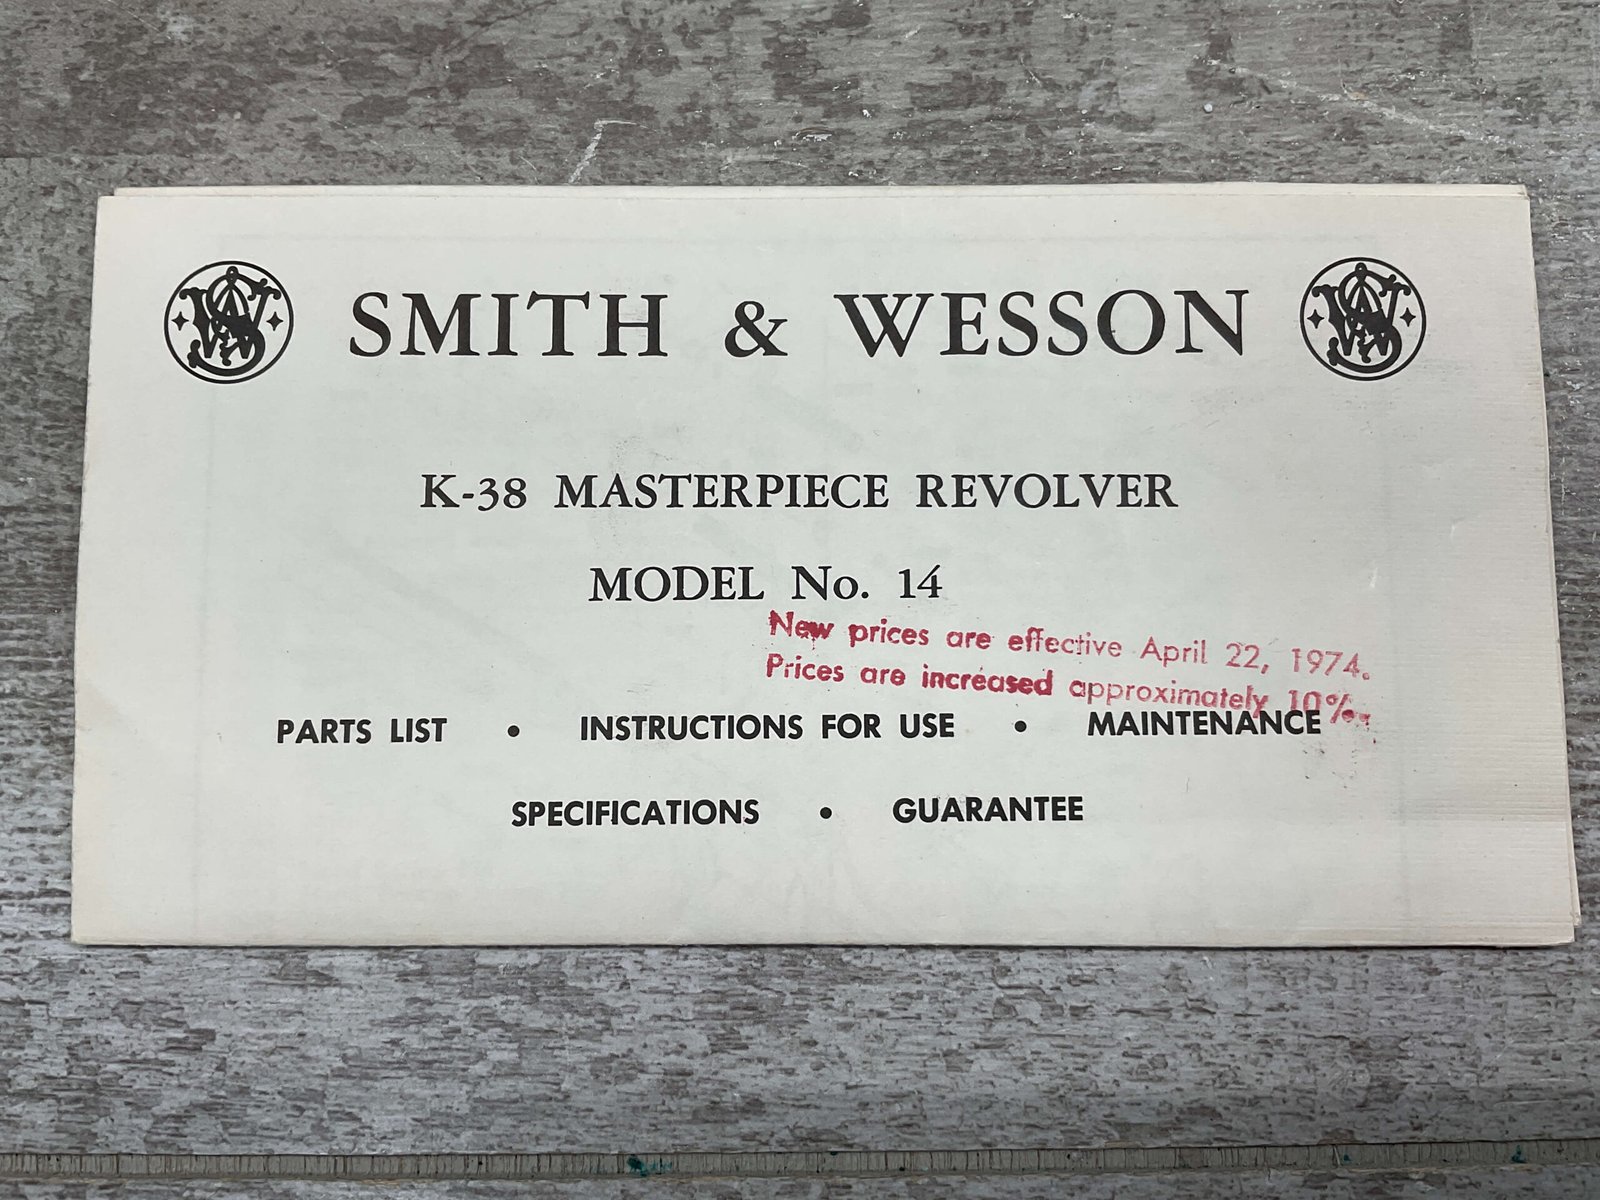 SMITH & WESSON
K-38 MASTERPIECE REVOLVER
MODEL No. 14
New prices are effective April 22, 1974.
Prices are increased approximately 10%.
PARTS LIST • INSTRUCTIONS FOR USE • MAINTENANCE
SPECIFICATIONS • GUARANTEE